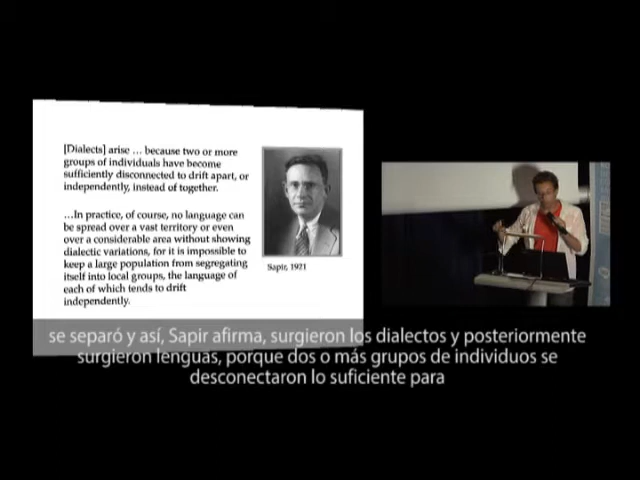 [Dialects] arise ... because two or more
groups of individuals have become
sufficiently disconnected to drift apart, or
independently, instead of together.
...In practice, of course, no language can
be spread over a vast territory or even
over a considerable area without showing
dialectic variations, for it is impossible to
keep a large population from segregating
itself into local groups, the language of
each of which tends to drift
independently.
Sapir, 1921
se separó y así, Sapir afirma, surgieron los dialectos y posteriormente
surgieron lenguas, porque dos o más grupos de individuos se
desconectaron lo suficiente para